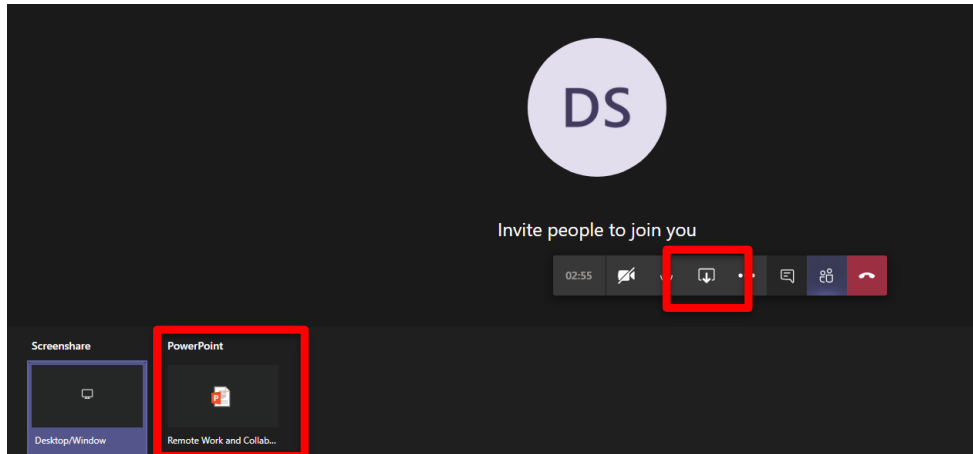 DS
Invite people to join you
02:55
Screenshare
PowerPoint
P
Desktop/Window
Remote Work and Collab...